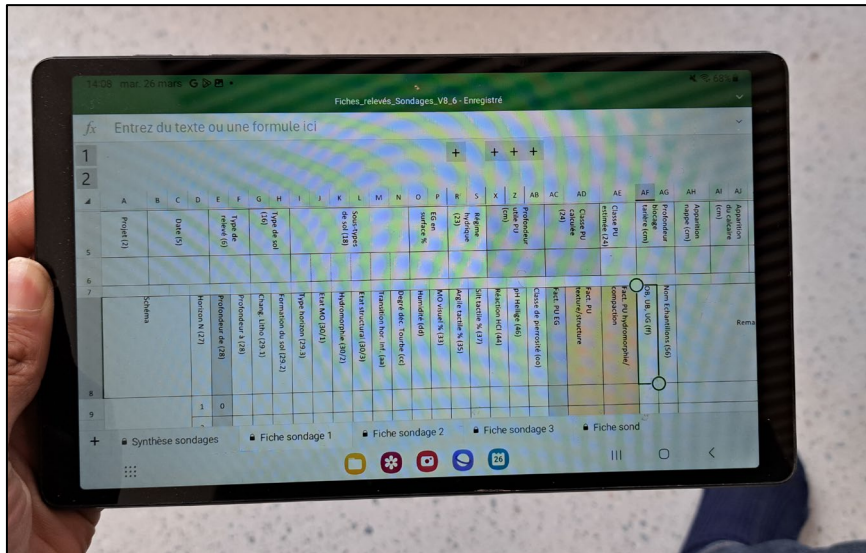 14:08 mar. 26 mars G
68%
Fiches_relevés_Sondages_V8_6 - Enregistré
fx Entrez du texte ou une formule ici
1
+ + + +
2
A B C D E F G H I J K L M N O P R S X Z AB AC AD AE AF AG AH AI AJ
5
Projet (2)
Date (5)
Type de relevé (6)
Type de sol (16)
Sous-types de sol (18)
EG en surface %
Régime hydrique (23)
Profondeur utile PU (cm)
Classe PU calculée (24)
Classe PU estimée (24)
Profondeur blocage tarière (cm)
Apparition nappe (cm)
Apparition du calcaire (cm)
6
7
Schéma
Horizon N (27)
Profondeur de (28)
Profondeur à (28)
Chang. Litho (29.1)
Formation du sol (29.2)
Type horizon (29.3)
Etat MO (30/1)
Hydromorphie (30/2)
Etat structural (30/3)
Transition hor. inf. (aa)
Degré déc. Tourbe (cc)
Humidité (dd)
MO visuel % (33)
Argile tactile % (35)
Silt tactile % (37)
Réaction HCl (44)
pH Hellige (46)
Classe de pierrosité (oo)
Fact. PU EG
Fact. PU texture/structure
Fact. PU hydromorphie/ compaction
DB, UB, UG (ff)
Nom Echantillons (56)
Rema
8
9
1 0
+ Synthèse sondages Fiche sondage 1 Fiche sondage 2 Fiche sondage 3 Fiche sond
26